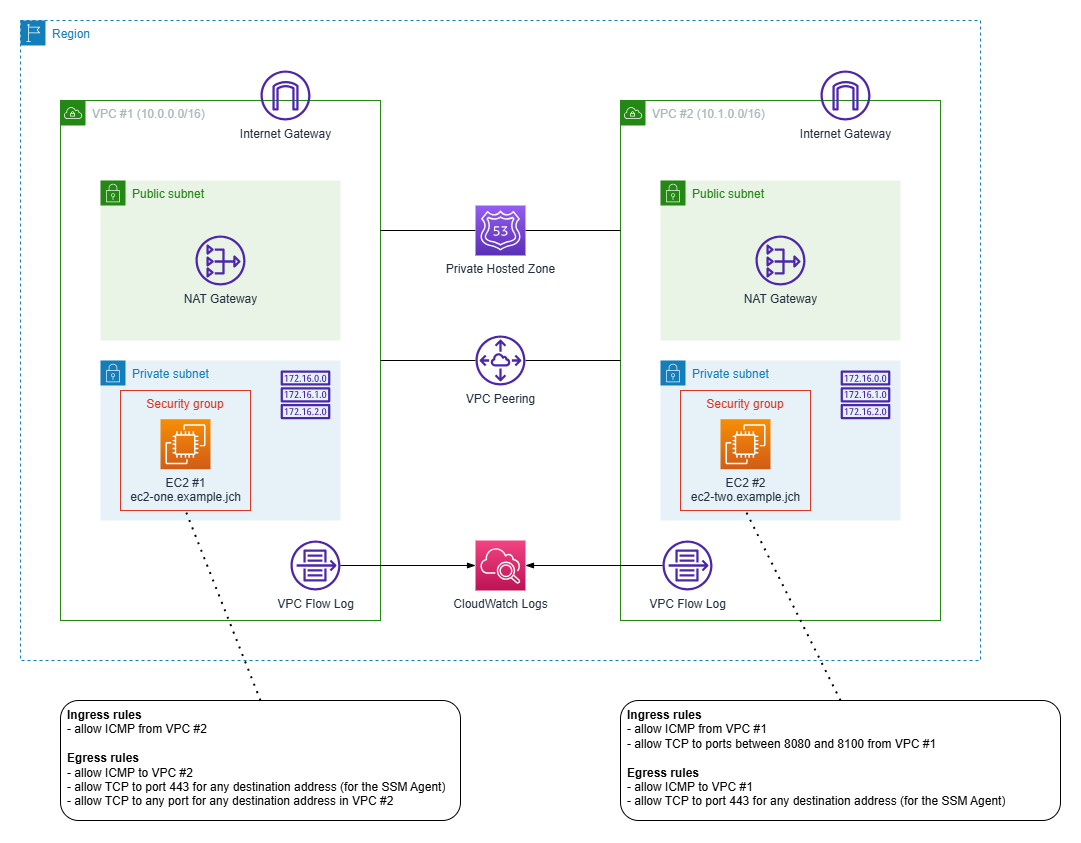 Region
VPC #1 (10.0.0.0/16)
Internet Gateway
Public subnet
NAT Gateway
Private subnet
172.16.0.0
172.16.1.0
172.16.2.0
Security group
EC2 #1
ec2-one.example.jch
VPC Flow Log
53
Private Hosted Zone
VPC Peering
CloudWatch Logs
VPC #2 (10.1.0.0/16)
Internet Gateway
Public subnet
NAT Gateway
Private subnet
172.16.0.0
172.16.1.0
172.16.2.0
Security group
EC2 #2
ec2-two.example.jch
VPC Flow Log
Ingress rules
- allow ICMP from VPC #2
Egress rules
- allow ICMP to VPC #2
- allow TCP to port 443 for any destination address (for the SSM Agent)
- allow TCP to any port for any destination address in VPC #2
Ingress rules
- allow ICMP from VPC #1
- allow TCP to ports between 8080 and 8100 from VPC #1
Egress rules
- allow ICMP to VPC #1
- allow TCP to port 443 for any destination address (for the SSM Agent)